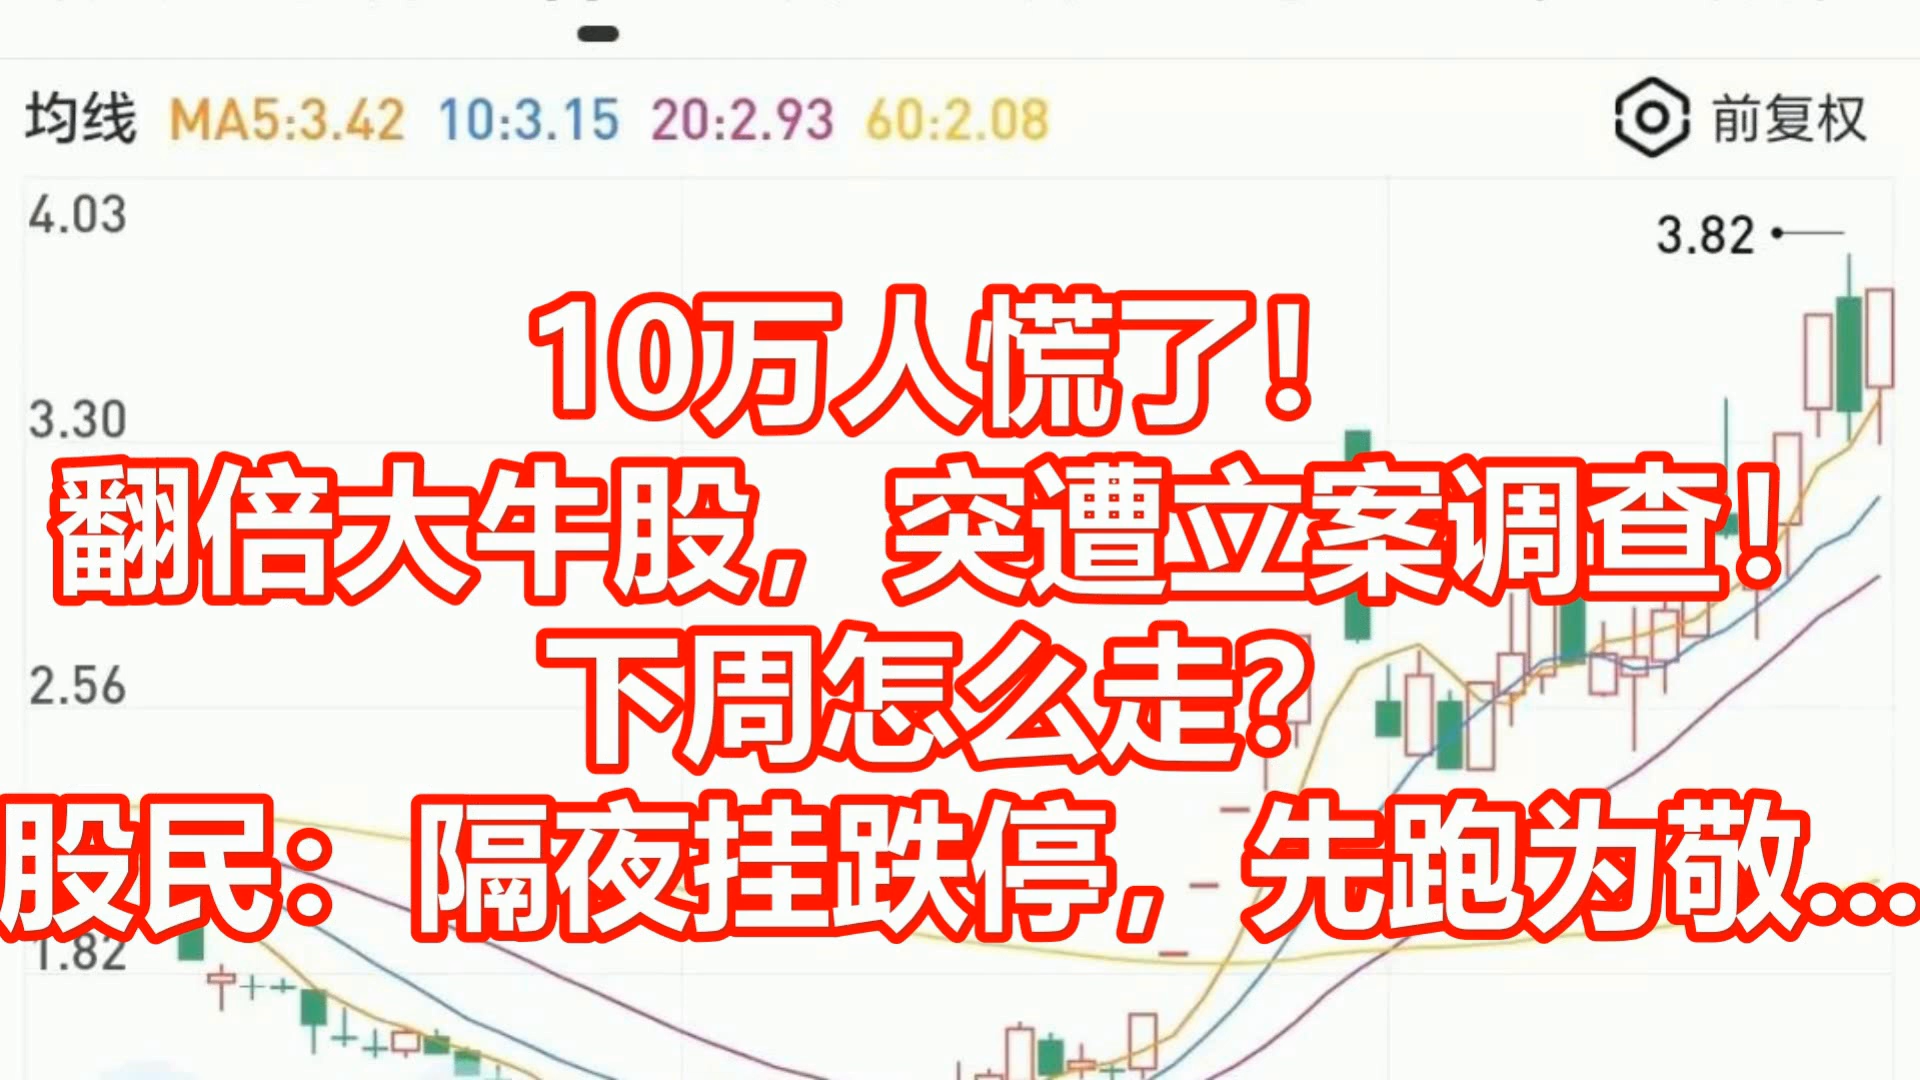 均线 MA5:3.42 10:3.15 20:2.93 60:2.08 前复权
4.03
3.82
10万人慌了！
3.30
翻倍大牛股，突遭立案调查！
下周怎么走？
2.56
股民：隔夜挂跌停，先跑为敬...
1.82